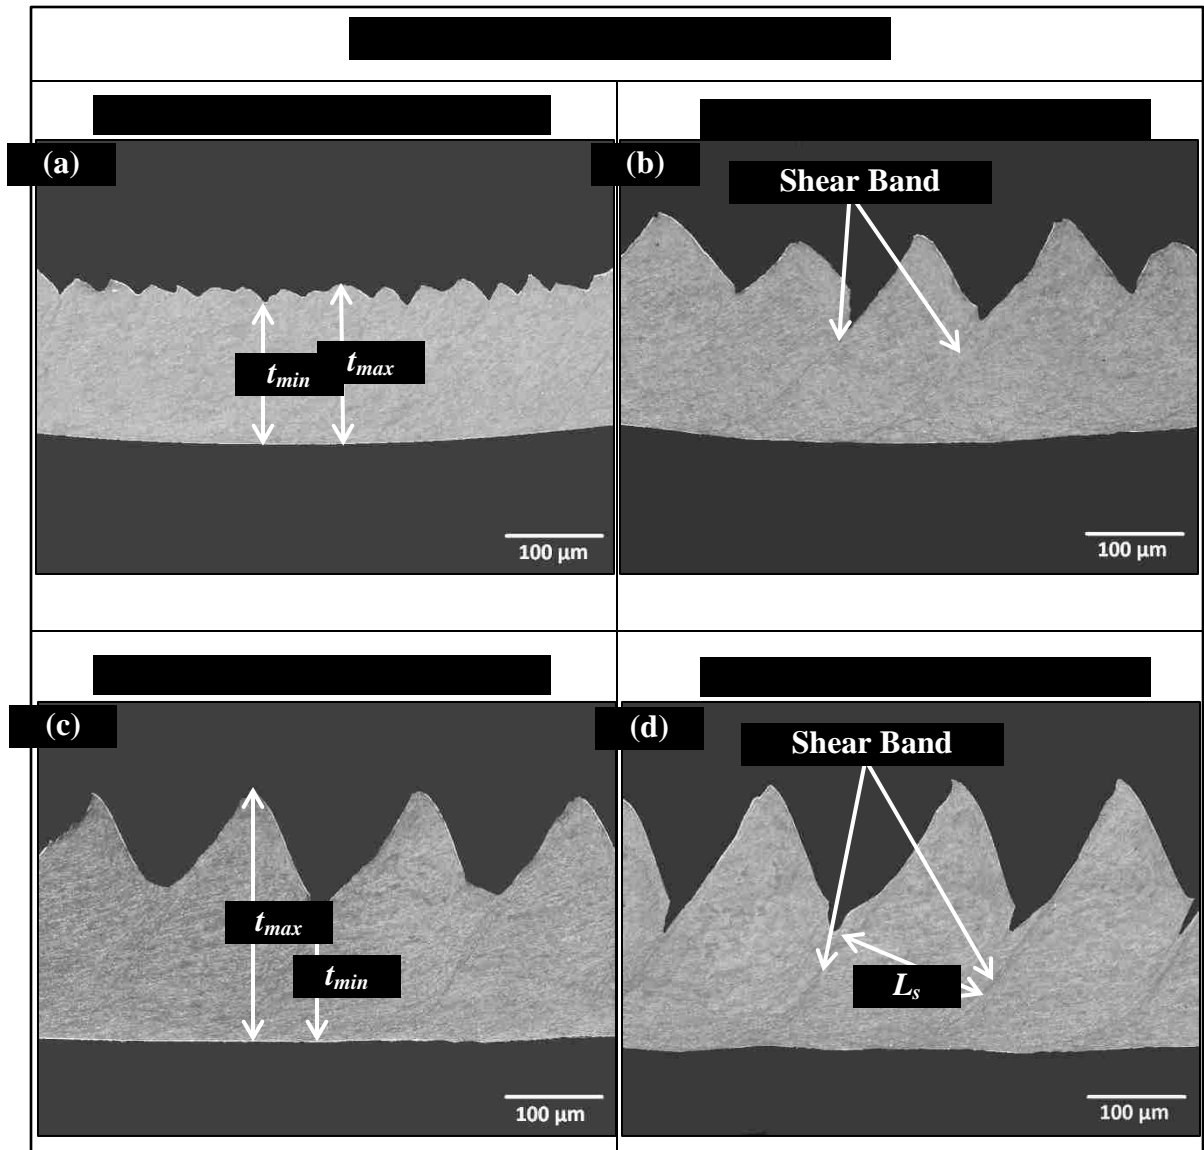 (a)
(b)
Shear Band
t_min
t_max
100 µm
100 µm
(c)
(d)
Shear Band
t_max
t_min
L_s
100 µm
100 µm